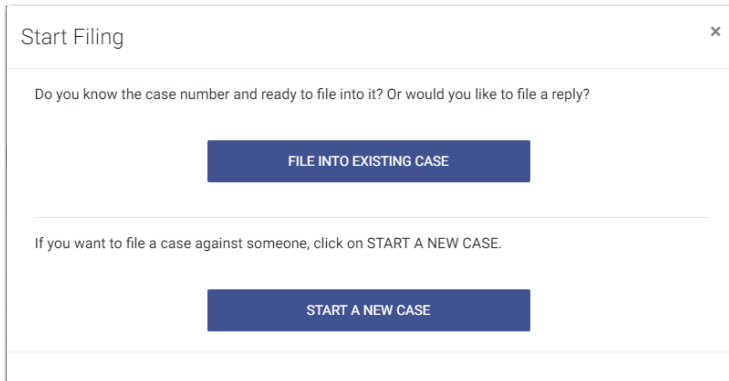 Start Filing
×
Do you know the case number and ready to file into it? Or would you like to file a reply?
FILE INTO EXISTING CASE
If you want to file a case against someone, click on START A NEW CASE.
START A NEW CASE